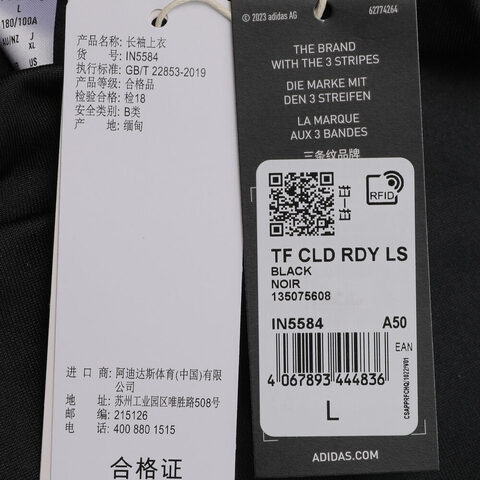 L
180/100A
AU/NZ J
XL
US
产品名称: 长袖上衣
货 号: IN5584
执行标准: GB/T 22853-2019
产品等级: 合格品
检验合格: 检18
安全类别: B类
产 地: 缅甸
进 口 商: 阿迪达斯体育(中国)有限
公司
地 址: 苏州工业园区唯胜路508号
邮 编: 215126
电 话: 400 880 1515
合格证
© 2023 adidas AG 62774264
THE BRAND
WITH THE 3 STRIPES
DIE MARKE MIT
DEN 3 STREIFEN
LA MARQUE
AUX 3 BANDES
三条纹品牌
RFID
TF CLD RDY LS
BLACK
NOIR
135075608
IN5584 A50
EAN
4 067893 444836
L
ADIDAS.COM